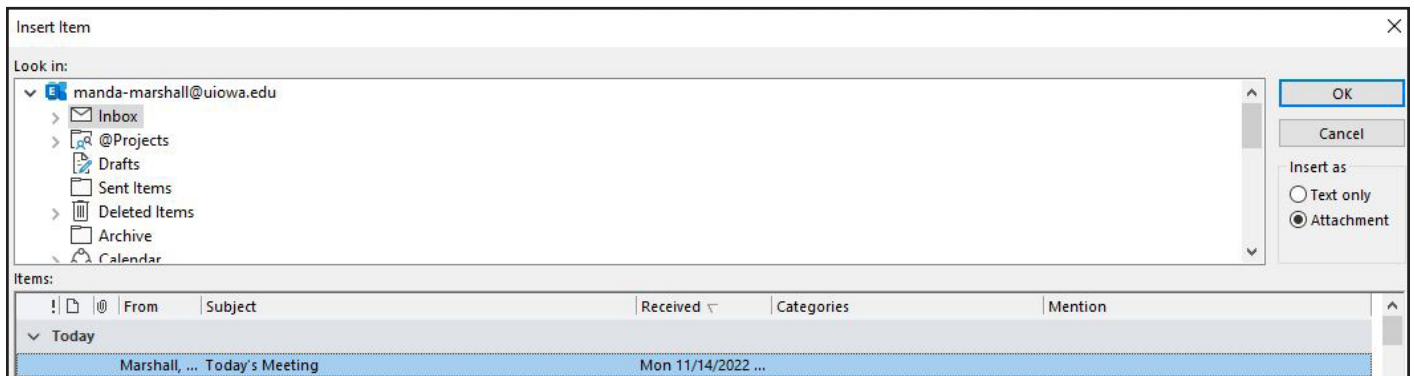 Insert Item
Look in:
manda-marshall@uiowa.edu
OK
Inbox
Cancel
@Projects
Drafts
Insert as
Sent Items
Text only
Deleted Items
Attachment
Archive
Calendar
Items:
! From Subject Received Categories Mention
Today
Marshall, ... Today's Meeting Mon 11/14/2022 ...